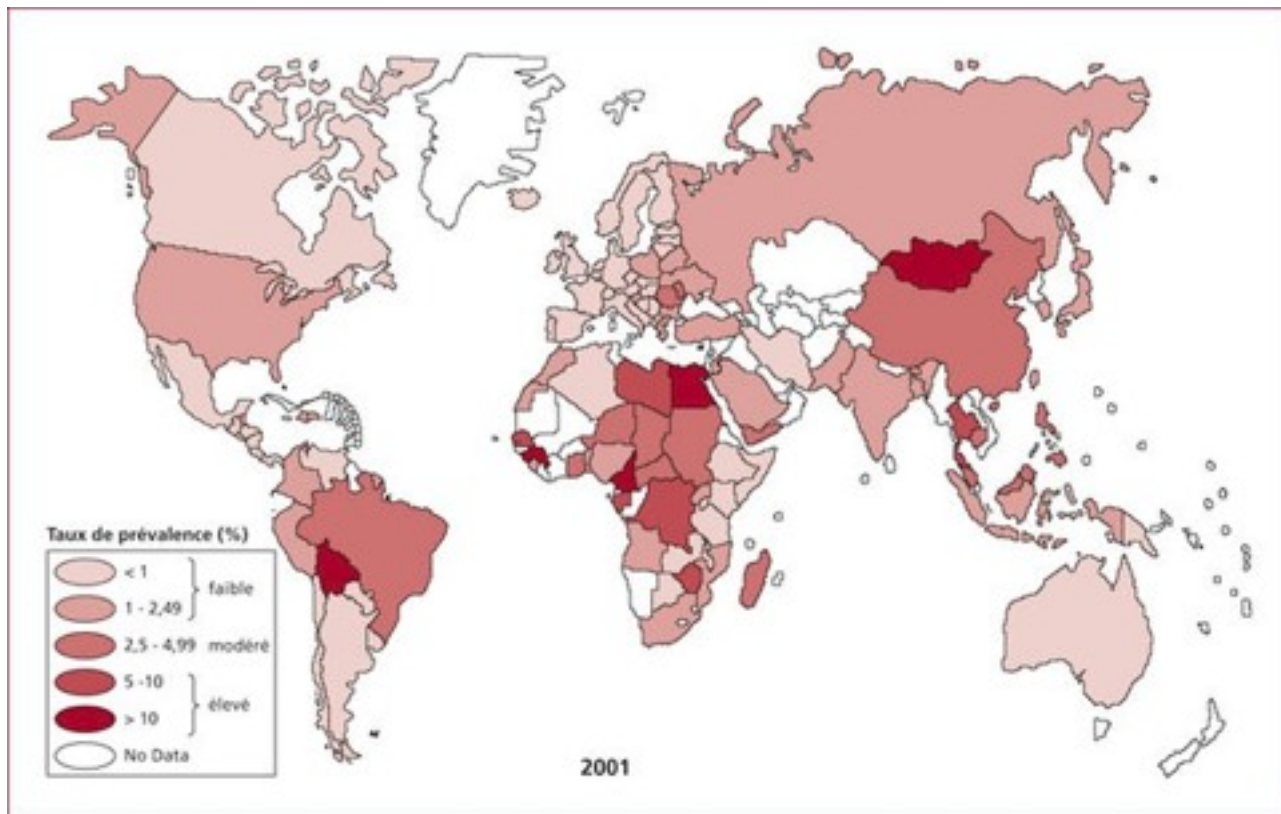 Taux de prévalence (%)
< 1
faible
1 - 2,49
2,5 - 4,99 modéré
5 -10
élevé
> 10
No Data
2001